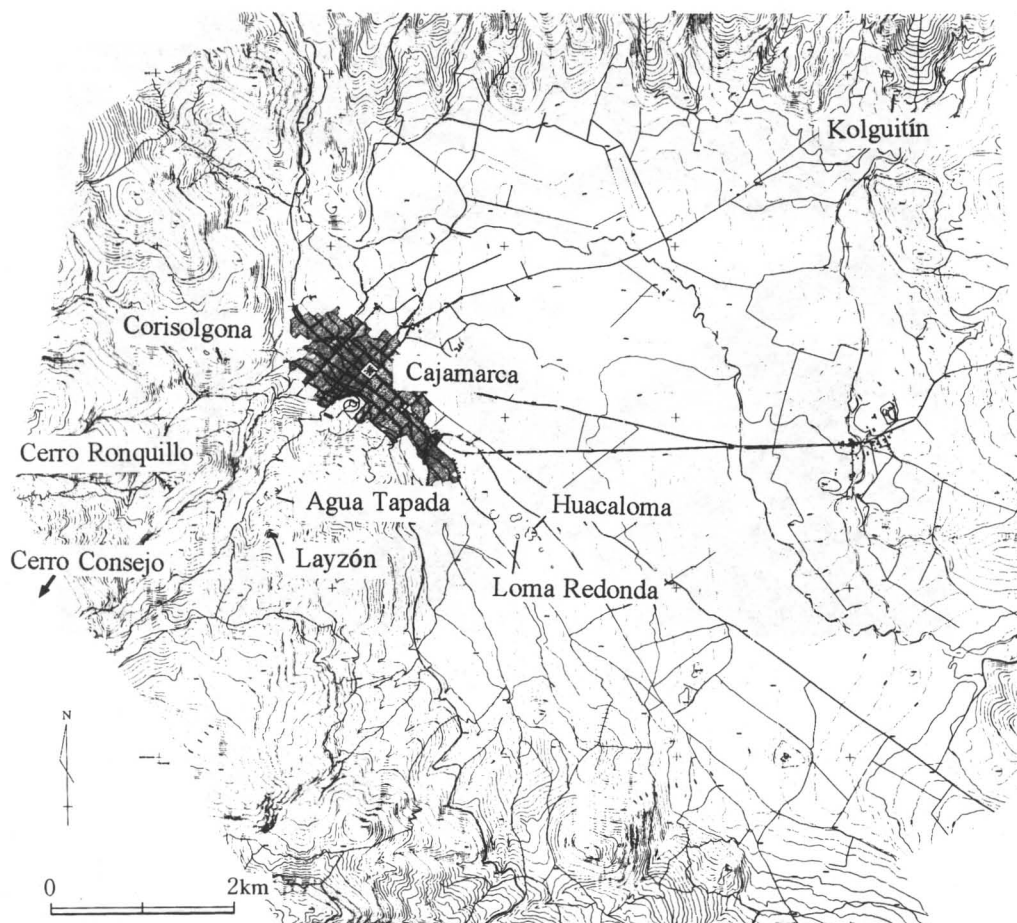 Kolguitín
Corisolgona
Cajamarca
Cerro Ronquillo
Agua Tapada
Huacaloma
Cerro Consejo
Layzón
Loma Redonda
N
0 2km